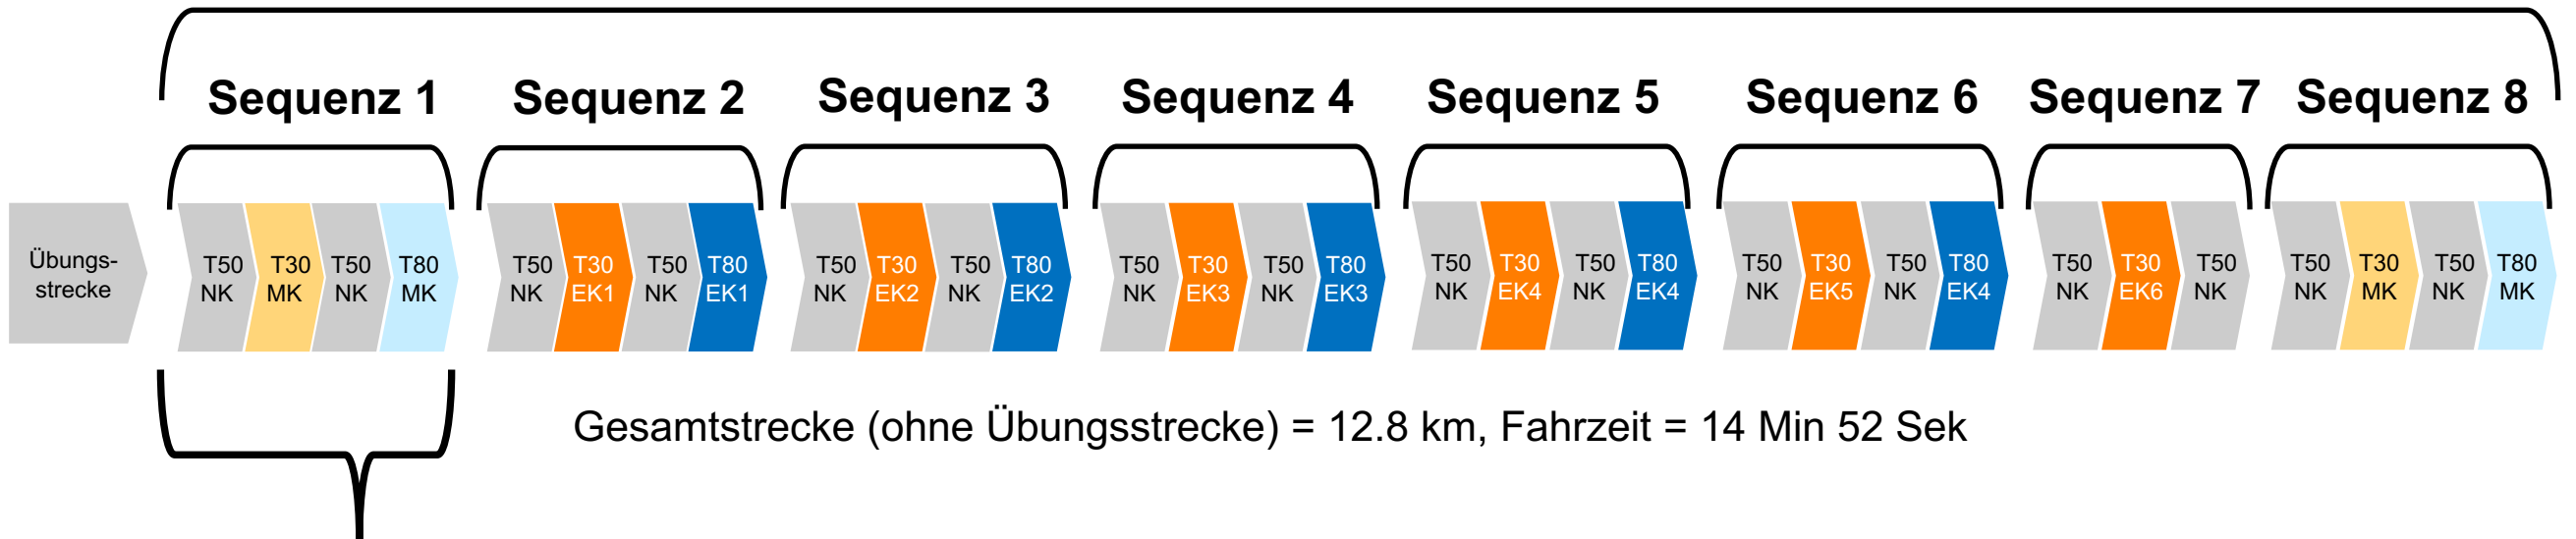 Sequenz 1
Sequenz 2
Sequenz 3
Sequenz 4
Sequenz 5
Sequenz 6
Sequenz 7
Sequenz 8
Übungs-
strecke
T50
NK
T30
MK
T50
NK
T80
MK
T50
NK
T30
EK1
T50
NK
T80
EK1
T50
NK
T30
EK2
T50
NK
T80
EK2
T50
NK
T30
EK3
T50
NK
T80
EK3
T50
NK
T30
EK4
T50
NK
T80
EK4
T50
NK
T30
EK5
T50
NK
T80
EK4
T50
NK
T30
EK6
T50
NK
T50
NK
T30
MK
T50
NK
T80
MK
Gesamtstrecke (ohne Übungsstrecke) = 12.8 km, Fahrzeit = 14 Min 52 Sek